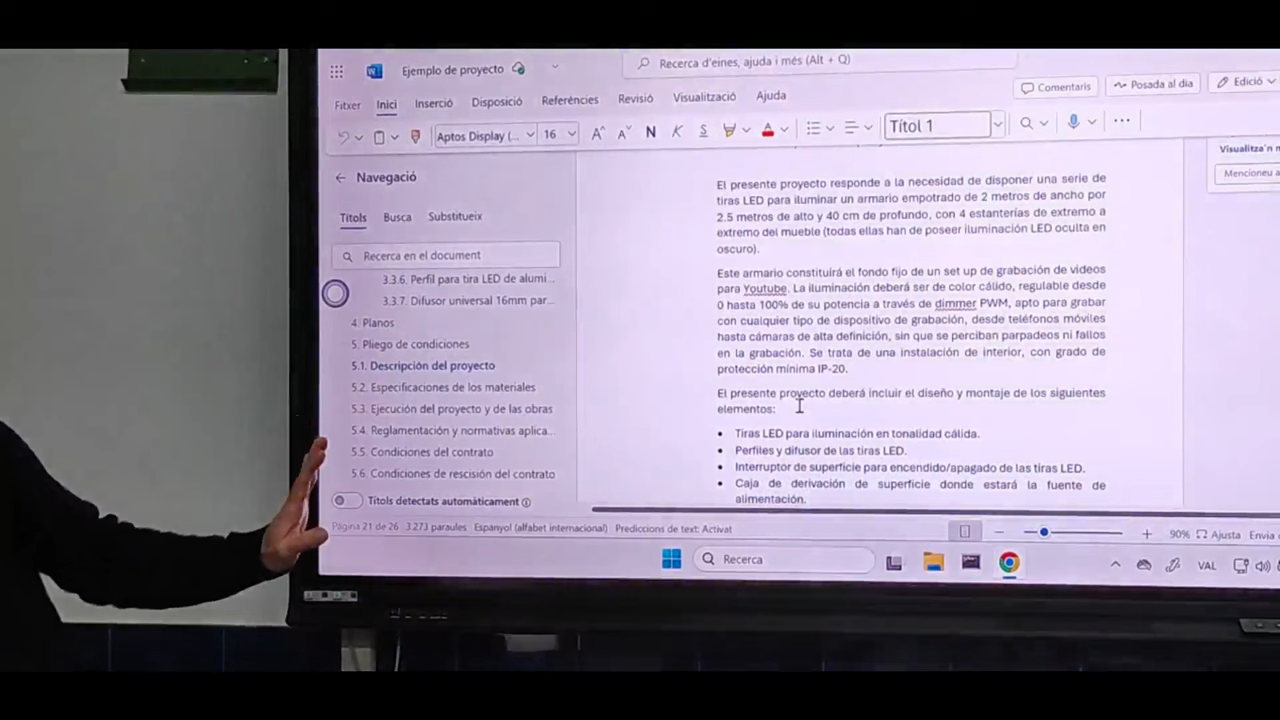 Ejemplo de proyecto
Recerca d'eines, ajuda i més (Alt + Q)
Fitxer Inici Inserció Disposició Referències Revisió Visualització Ajuda
Comentaris Posada al dia Edició
Aptos Display (... 16 N K S Títol 1
Navegació
Títols Busca Substitueix
Recerca en el document
3.3.6. Perfil para tira LED de alumi...
3.3.7. Difusor universal 16mm par...
4. Planos
5. Pliego de condiciones
5.1. Descripción del proyecto
5.2. Especificaciones de los materiales
5.3. Ejecución del proyecto y de las obras
5.4. Reglamentación y normativas aplica...
5.5. Condiciones del contrato
5.6. Condiciones de rescisión del contrato
Títols detectats automàticament
El presente proyecto responde a la necesidad de disponer una serie de
tiras LED para iluminar un armario empotrado de 2 metros de ancho por
2.5 metros de alto y 40 cm de profundo, con 4 estanterías de extremo a
extremo del mueble (todas ellas han de poseer iluminación LED oculta en
oscuro).
Este armario constituirá el fondo fijo de un set up de grabación de videos
para Youtube. La iluminación deberá ser de color cálido, regulable desde
0 hasta 100% de su potencia a través de dimmer PWM, apto para grabar
con cualquier tipo de dispositivo de grabación, desde teléfonos móviles
hasta cámaras de alta definición, sin que se perciban parpadeos ni fallos
en la grabación. Se trata de una instalación de interior, con grado de
protección mínima IP-20.
El presente proyecto deberá incluir el diseño y montaje de los siguientes
elementos:
• Tiras LED para iluminación en tonalidad cálida.
• Perfiles y difusor de las tiras LED.
• Interruptor de superficie para encendido/apagado de las tiras LED.
• Caja de derivación de superficie donde estará la fuente de
alimentación.
Visualitza'n m
Mencioneu a
Pàgina 21 de 26 3.273 paraules Espanyol (alfabet internacional) Prediccions de text: Activat
90% Ajusta Envia
Recerca
VAL